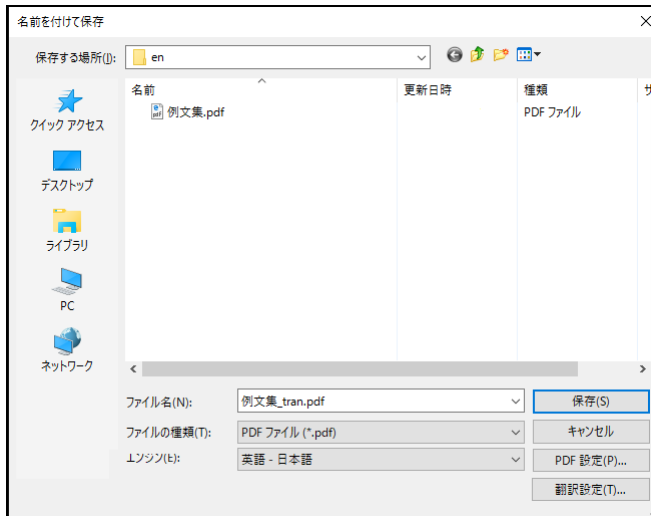 名前を付けて保存
保存する場所(I): en
名前 更新日時 種類 サ
例文集.pdf PDF ファイル
クイック アクセス
デスクトップ
ライブラリ
PC
ネットワーク
ファイル名(N): 例文集_tran.pdf 保存(S)
ファイルの種類(T): PDF ファイル (*.pdf) キャンセル
エンジン(E): 英語 - 日本語 PDF 設定(P)...
翻訳設定(T)...